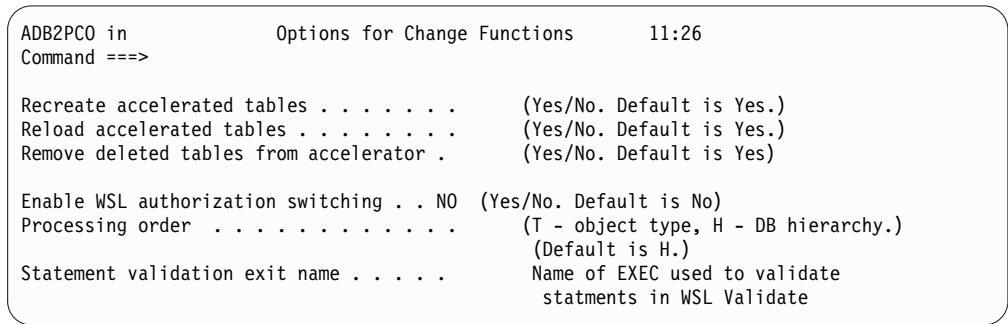 ADB2PCO in Options for Change Functions 11:26
Command ===>
Recreate accelerated tables . . . . . . . (Yes/No. Default is Yes.)
Reload accelerated tables . . . . . . . . (Yes/No. Default is Yes.)
Remove deleted tables from accelerator . (Yes/No. Default is Yes)
Enable WSL authorization switching . . NO (Yes/No. Default is No)
Processing order . . . . . . . . . . . . (T - object type, H - DB hierarchy.)
(Default is H.)
Statement validation exit name . . . . . Name of EXEC used to validate
statments in WSL Validate